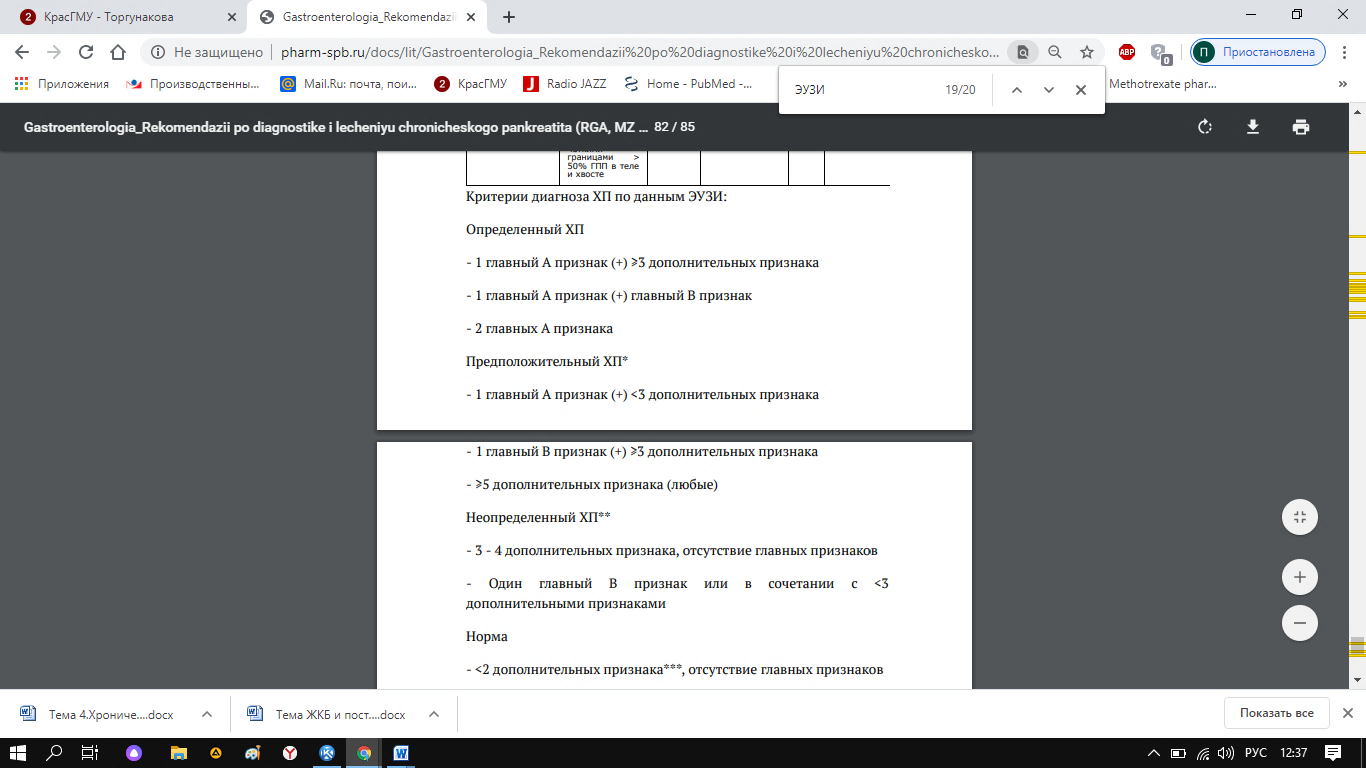 КрасГМУ - Торгунакова
Gastroenterologia_Rekomendazii
Не защищено
pharm-spb.ru/docs/lit/Gastroenterologia_Rekomendazii%20po%20diagnostike%20i%20lecheniyu%20chronichesko...
ABP
0
П
Приостановлена
Приложения
Производственны...
Mail.Ru: почта, пои...
КрасГМУ
Radio JAZZ
Home - PubMed -...
Methotrexate phar...
»
ЭУЗИ
19/20
Gastroenterologia_Rekomendazii po diagnostike i lecheniyu chronicheskogo pankreatita (RGA, MZ ... 82 / 85
границами >
50% ГПП в теле
и хвосте
Критерии диагноза ХП по данным ЭУЗИ:
Определенный ХП
- 1 главный А признак (+) ⩾3 дополнительных признака
- 1 главный А признак (+) главный В признак
- 2 главных А признака
Предположительный ХП*
- 1 главный А признак (+) <3 дополнительных признака
- 1 главный В признак (+) ⩾3 дополнительных признака
- ⩾5 дополнительных признака (любые)
Неопределенный ХП**
- 3 - 4 дополнительных признака, отсутствие главных признаков
- Один главный В признак или в сочетании с <3
дополнительными признаками
Норма
- <2 дополнительных признака***, отсутствие главных признаков
Тема 4.Хрониче....docx
Тема ЖКБ и пост....docx
Показать все
РУС
12:37